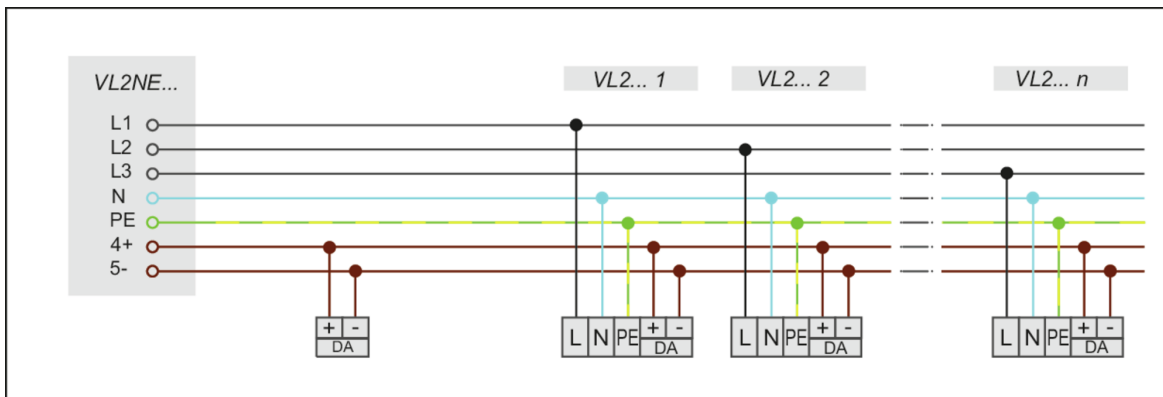 VL2NE...
VL2... 1
VL2... 2
VL2... n
L1
L2
L3
N
PE
4+
5-
+ -
DA
L N PE + -
DA
L N PE + -
DA
L N PE + -
DA